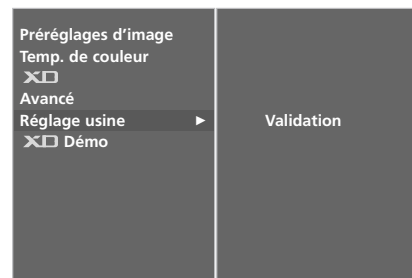 Préréglages d’image
Temp. de couleur
XD
Avancé
Réglage usine ► Validation
XD Démo